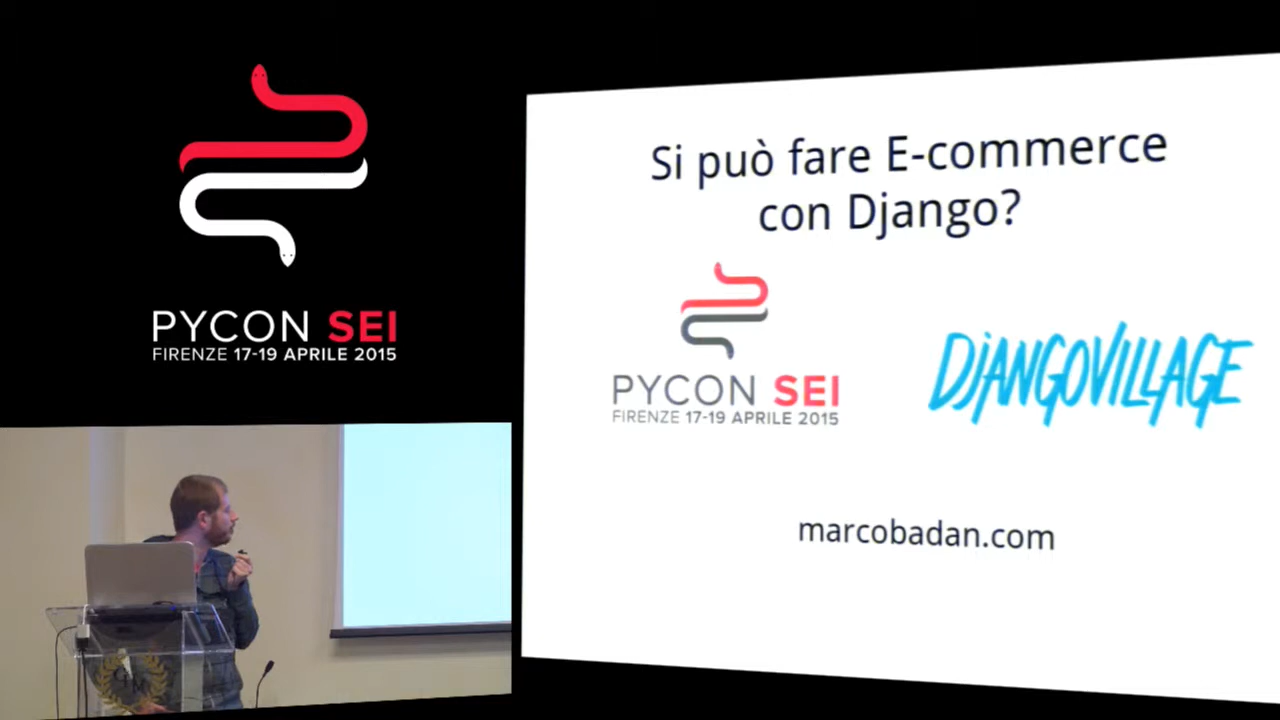 PYCON SEI
FIRENZE 17-19 APRILE 2015
Si può fare E-commerce
con Django?
PYCON SEI
FIRENZE 17-19 APRILE 2015
DJANGOVILLAGE
marcobadan.com